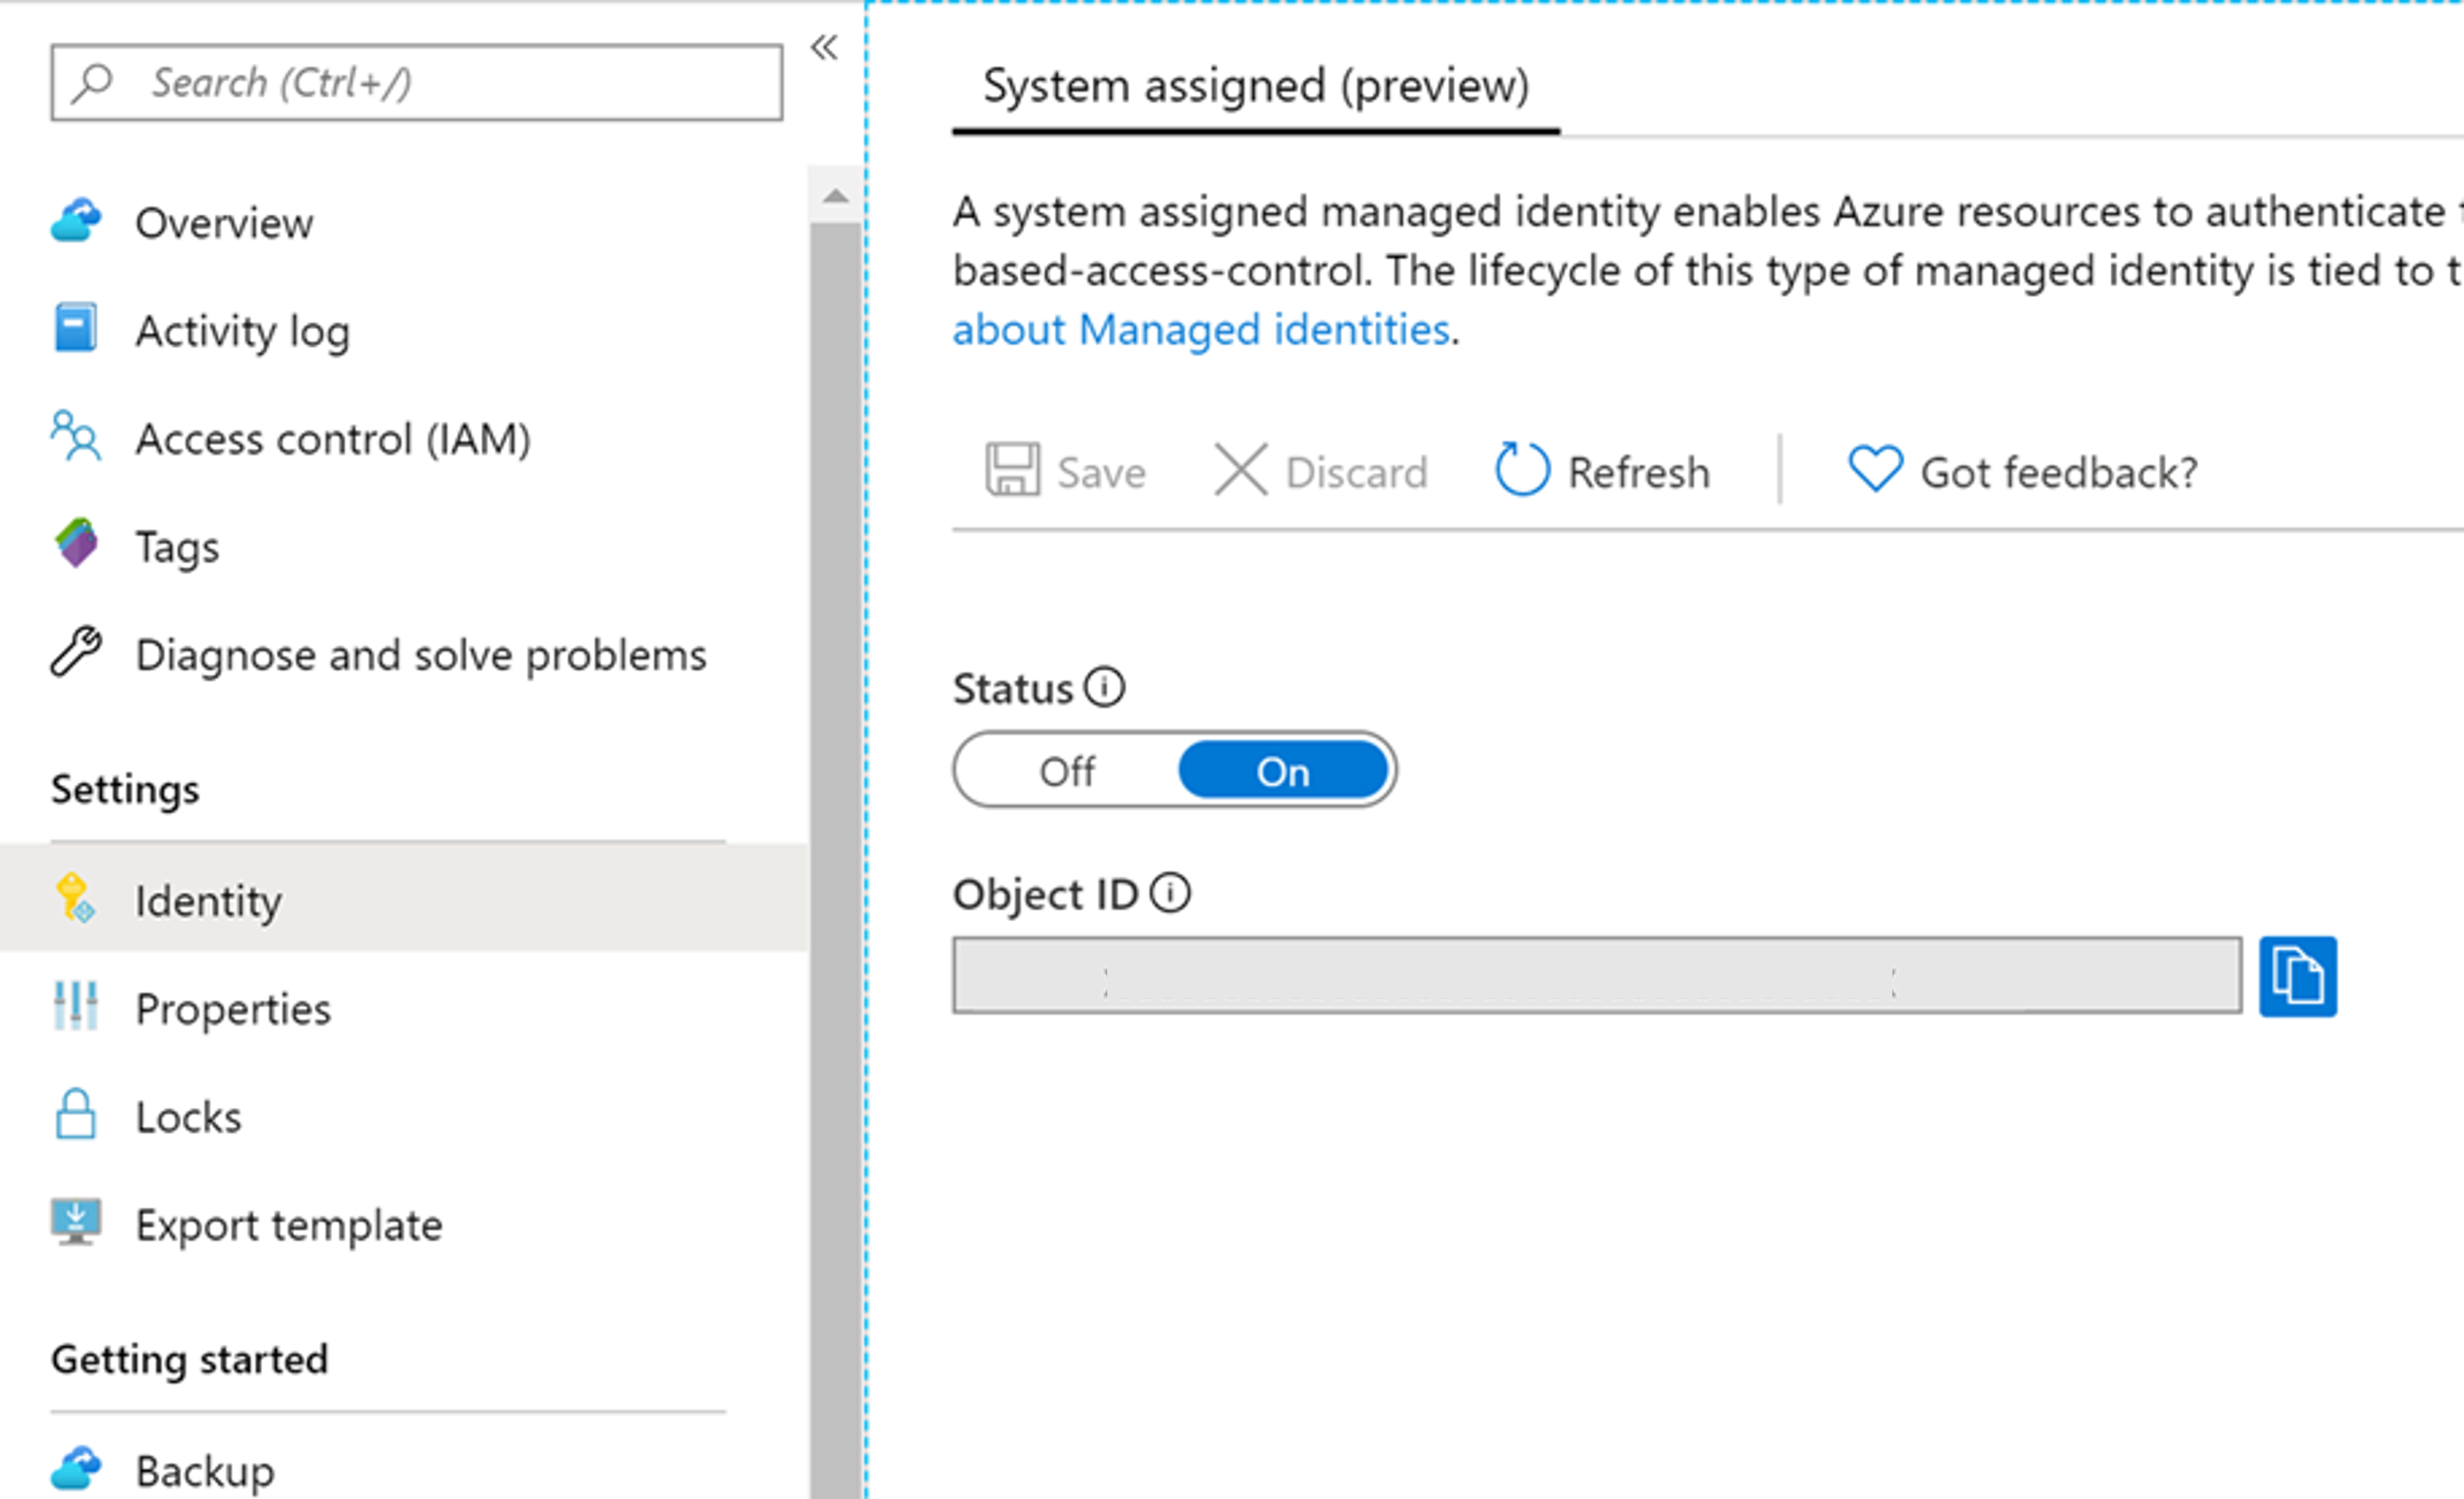 Search (Ctrl+/)
Overview
Activity log
Access control (IAM)
Tags
Diagnose and solve problems
Settings
Identity
Properties
Locks
Export template
Getting started
Backup
System assigned (preview)
A system assigned managed identity enables Azure resources to authenticate
based-access-control. The lifecycle of this type of managed identity is tied to
about Managed identities.
Save Discard Refresh Got feedback?
Status
Off On
Object ID